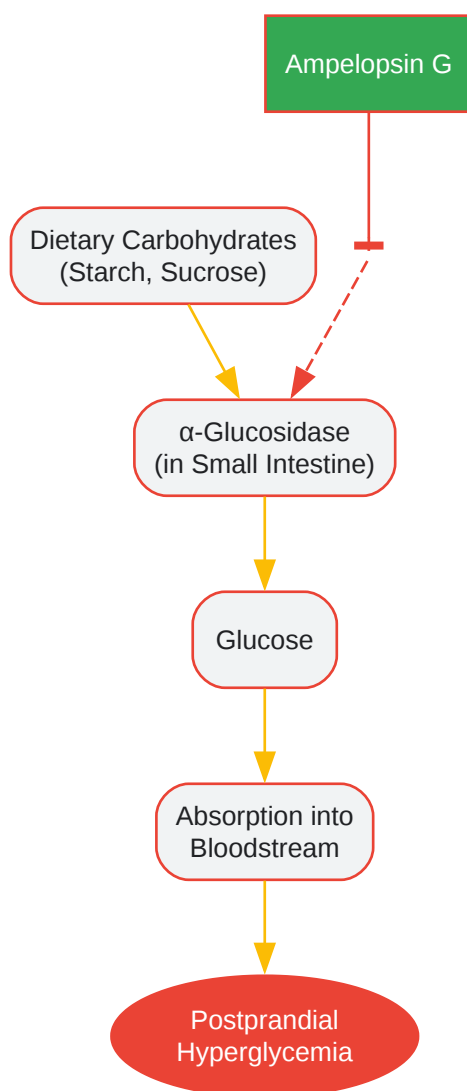 Ampelopsin G
Dietary Carbohydrates
(Starch, Sucrose)
α-Glucosidase
(in Small Intestine)
Glucose
Absorption into
Bloodstream
Postprandial
Hyperglycemia